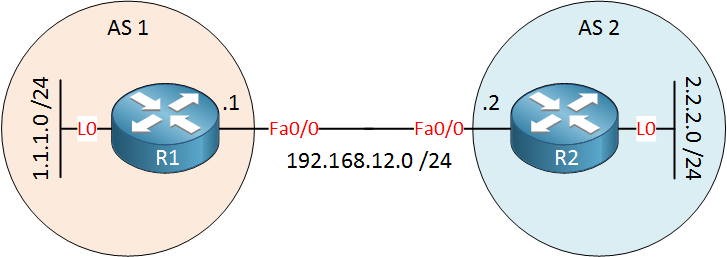 AS 1
AS 2
1.1.1.0 /24
L0
R1
.1
Fa0/0
192.168.12.0 /24
Fa0/0
.2
R2
L0
2.2.2.0 /24